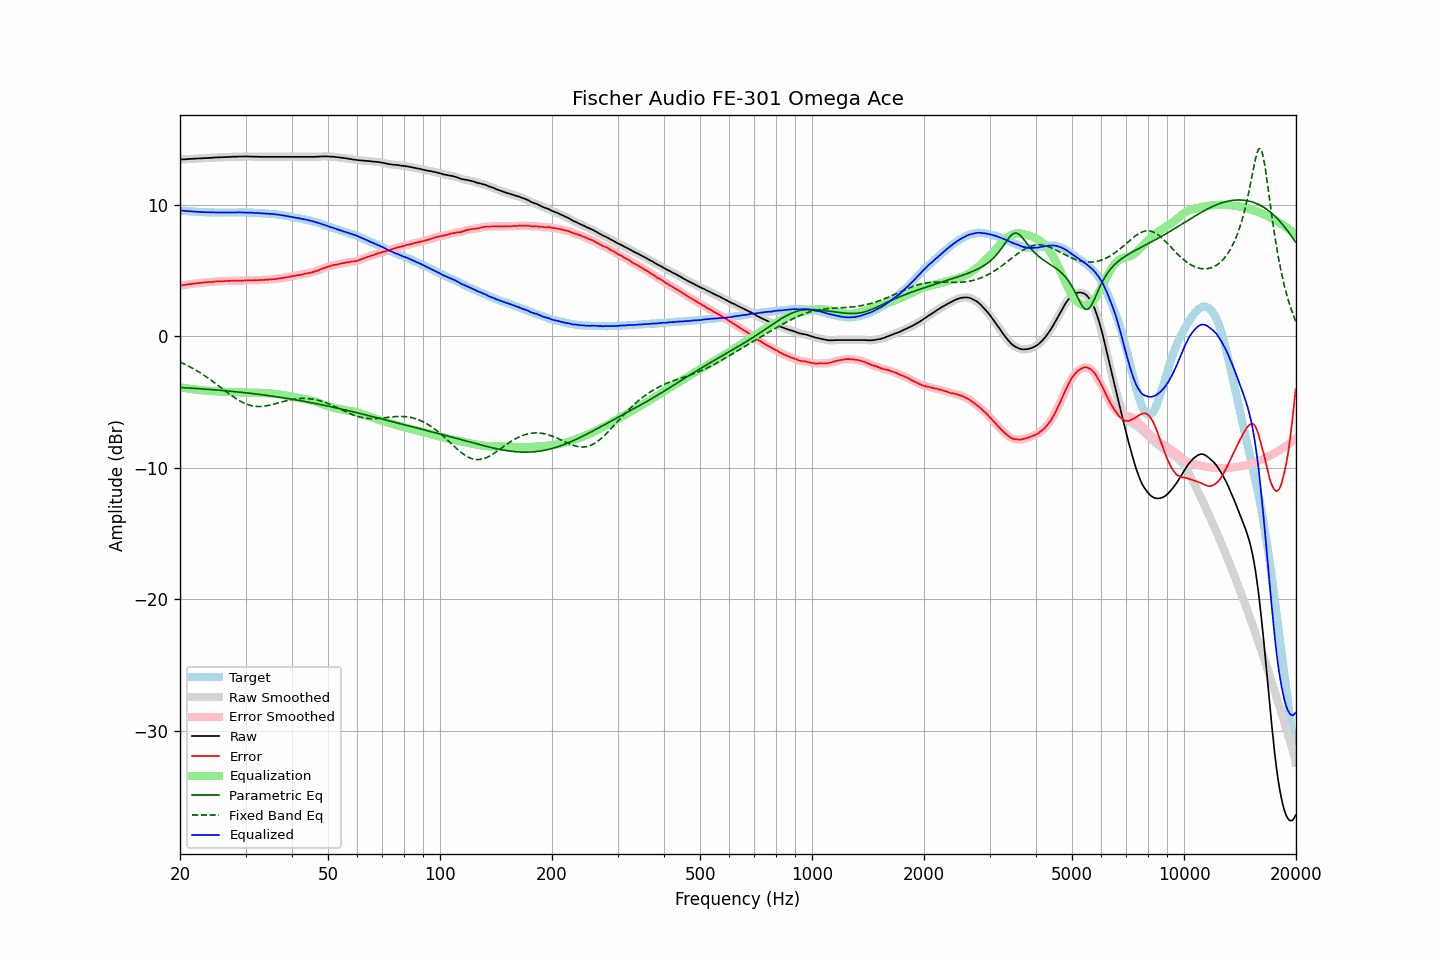 Fischer Audio FE-301 Omega Ace
Amplitude (dBr)
10
0
−10
−20
−30
Target
Raw Smoothed
Error Smoothed
Raw
Error
Equalization
Parametric Eq
Fixed Band Eq
Equalized
20 50 100 200 500 1000 2000 5000 10000 20000
Frequency (Hz)